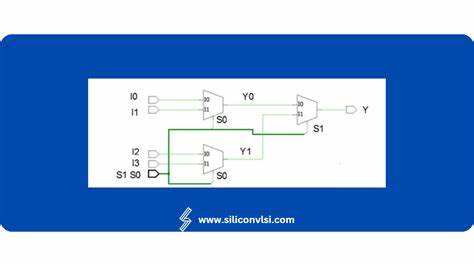 I0 I0 Y0 I0 Y
I1 I1 I1
S0 S1
I2 I0 Y1
I3 I1
S1 S0 S0
www.siliconvlsi.com